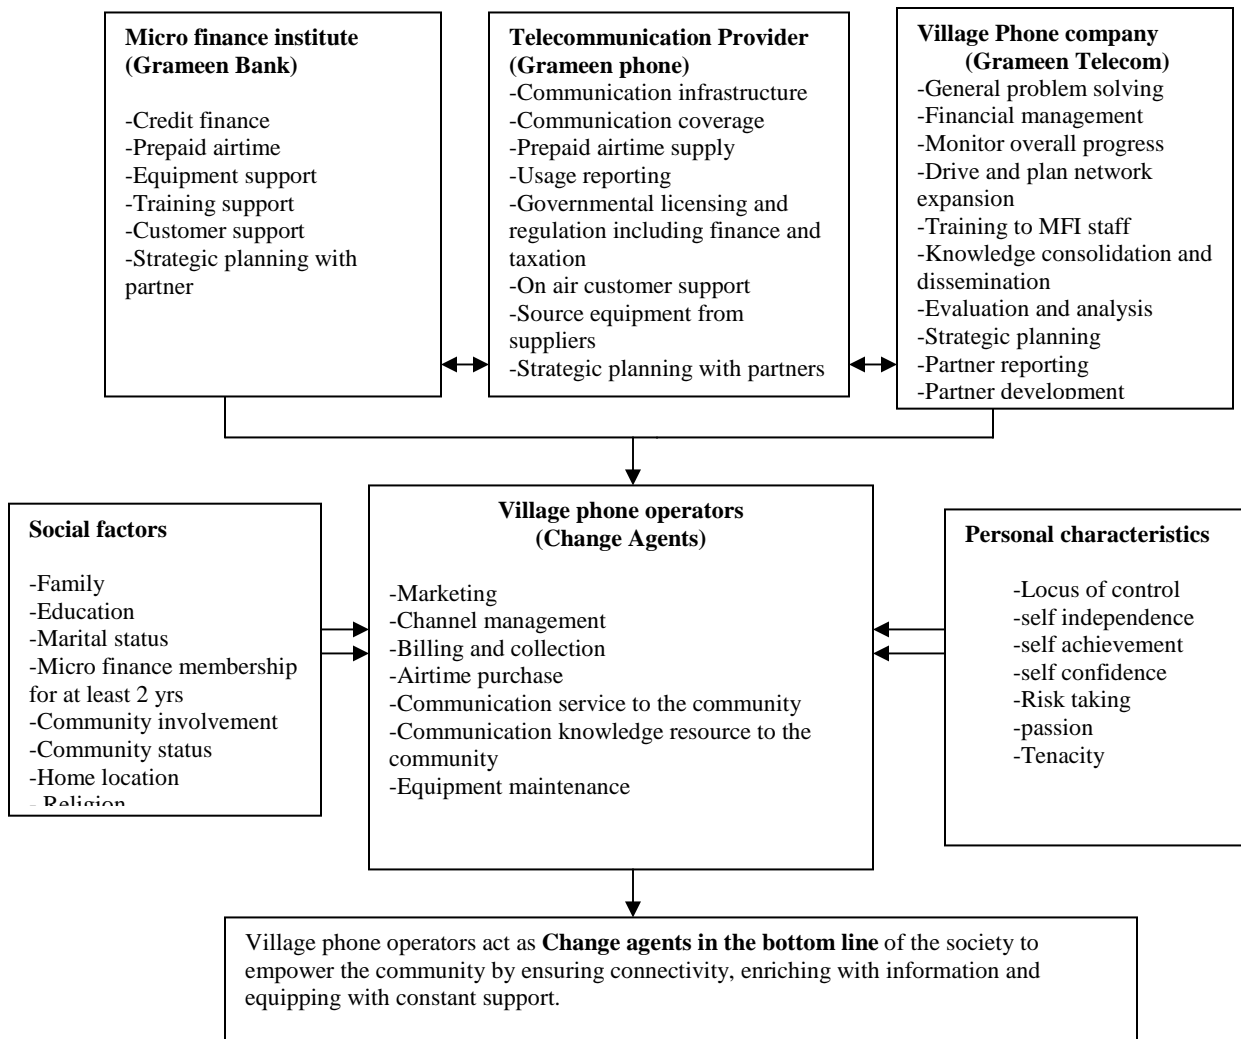 Micro finance institute
(Grameen Bank)
-Credit finance
-Prepaid airtime
-Equipment support
-Training support
-Customer support
-Strategic planning with
partner
Telecommunication Provider
(Grameen phone)
-Communication infrastructure
-Communication coverage
-Prepaid airtime supply
-Usage reporting
-Governmental licensing and
regulation including finance and
taxation
-On air customer support
-Source equipment from
suppliers
-Strategic planning with partners
Village Phone company
(Grameen Telecom)
-General problem solving
-Financial management
-Monitor overall progress
-Drive and plan network
expansion
-Training to MFI staff
-Knowledge consolidation and
dissemination
-Evaluation and analysis
-Strategic planning
-Partner reporting
-Partner development
Social factors
-Family
-Education
-Marital status
-Micro finance membership
for at least 2 yrs
-Community involvement
-Community status
-Home location
- Religion
Village phone operators
(Change Agents)
-Marketing
-Channel management
-Billing and collection
-Airtime purchase
-Communication service to the community
-Communication knowledge resource to the
community
-Equipment maintenance
Personal characteristics
-Locus of control
-self independence
-self achievement
-self confidence
-Risk taking
-passion
-Tenacity
Village phone operators act as Change agents in the bottom line of the society to
empower the community by ensuring connectivity, enriching with information and
equipping with constant support.